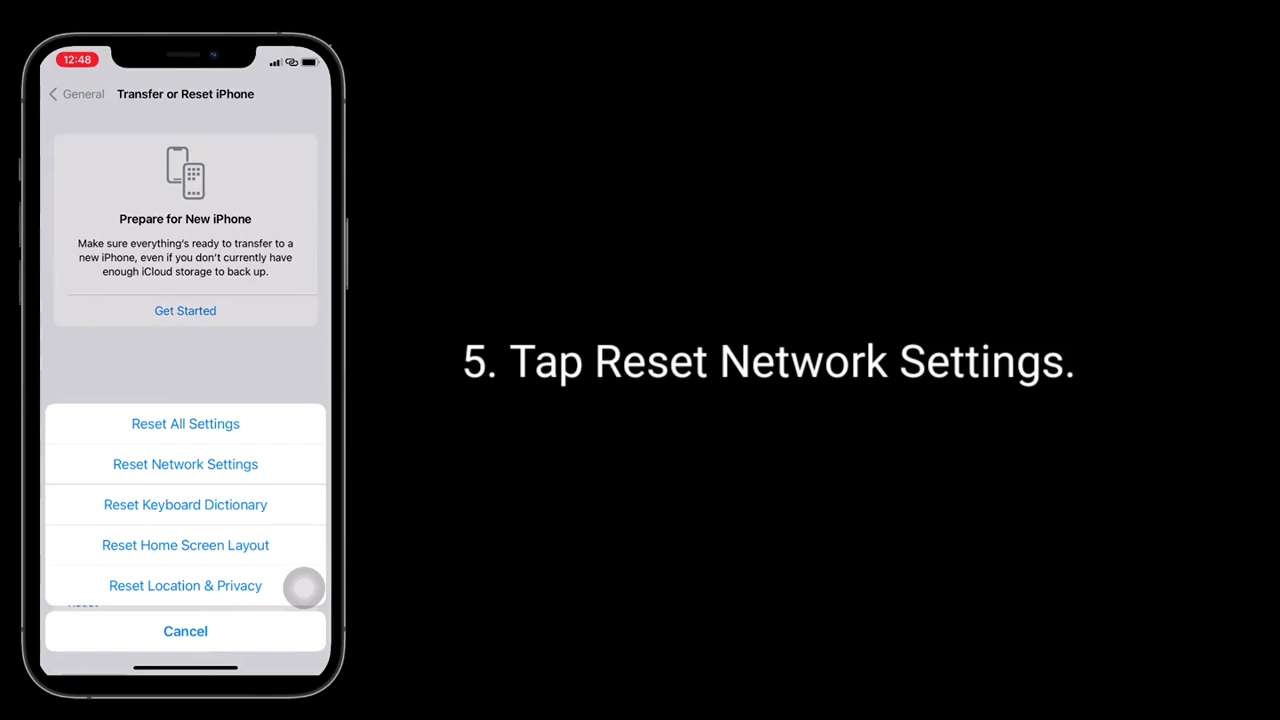 12:48
General
Transfer or Reset iPhone
Prepare for New iPhone
Make sure everything's ready to transfer to a
new iPhone, even if you don't currently have
enough iCloud storage to back up.
Get Started
Reset All Settings
Reset Network Settings
Reset Keyboard Dictionary
Reset Home Screen Layout
Reset Location & Privacy
Cancel
5. Tap Reset Network Settings.